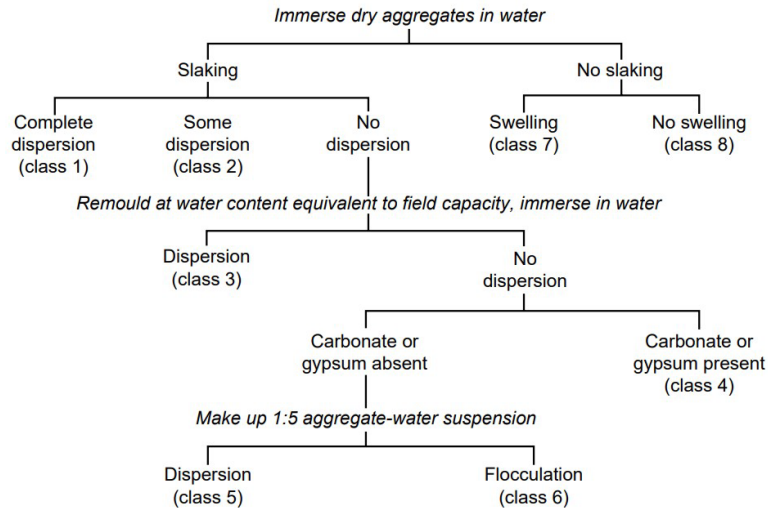 Immerse dry aggregates in water
Slaking
No slaking
Complete
dispersion
(class 1)
Some
dispersion
(class 2)
No
dispersion
Swelling
(class 7)
No swelling
(class 8)
Remould at water content equivalent to field capacity, immerse in water
Dispersion
(class 3)
No
dispersion
Carbonate or
gypsum absent
Carbonate or
gypsum present
(class 4)
Make up 1:5 aggregate-water suspension
Dispersion
(class 5)
Flocculation
(class 6)